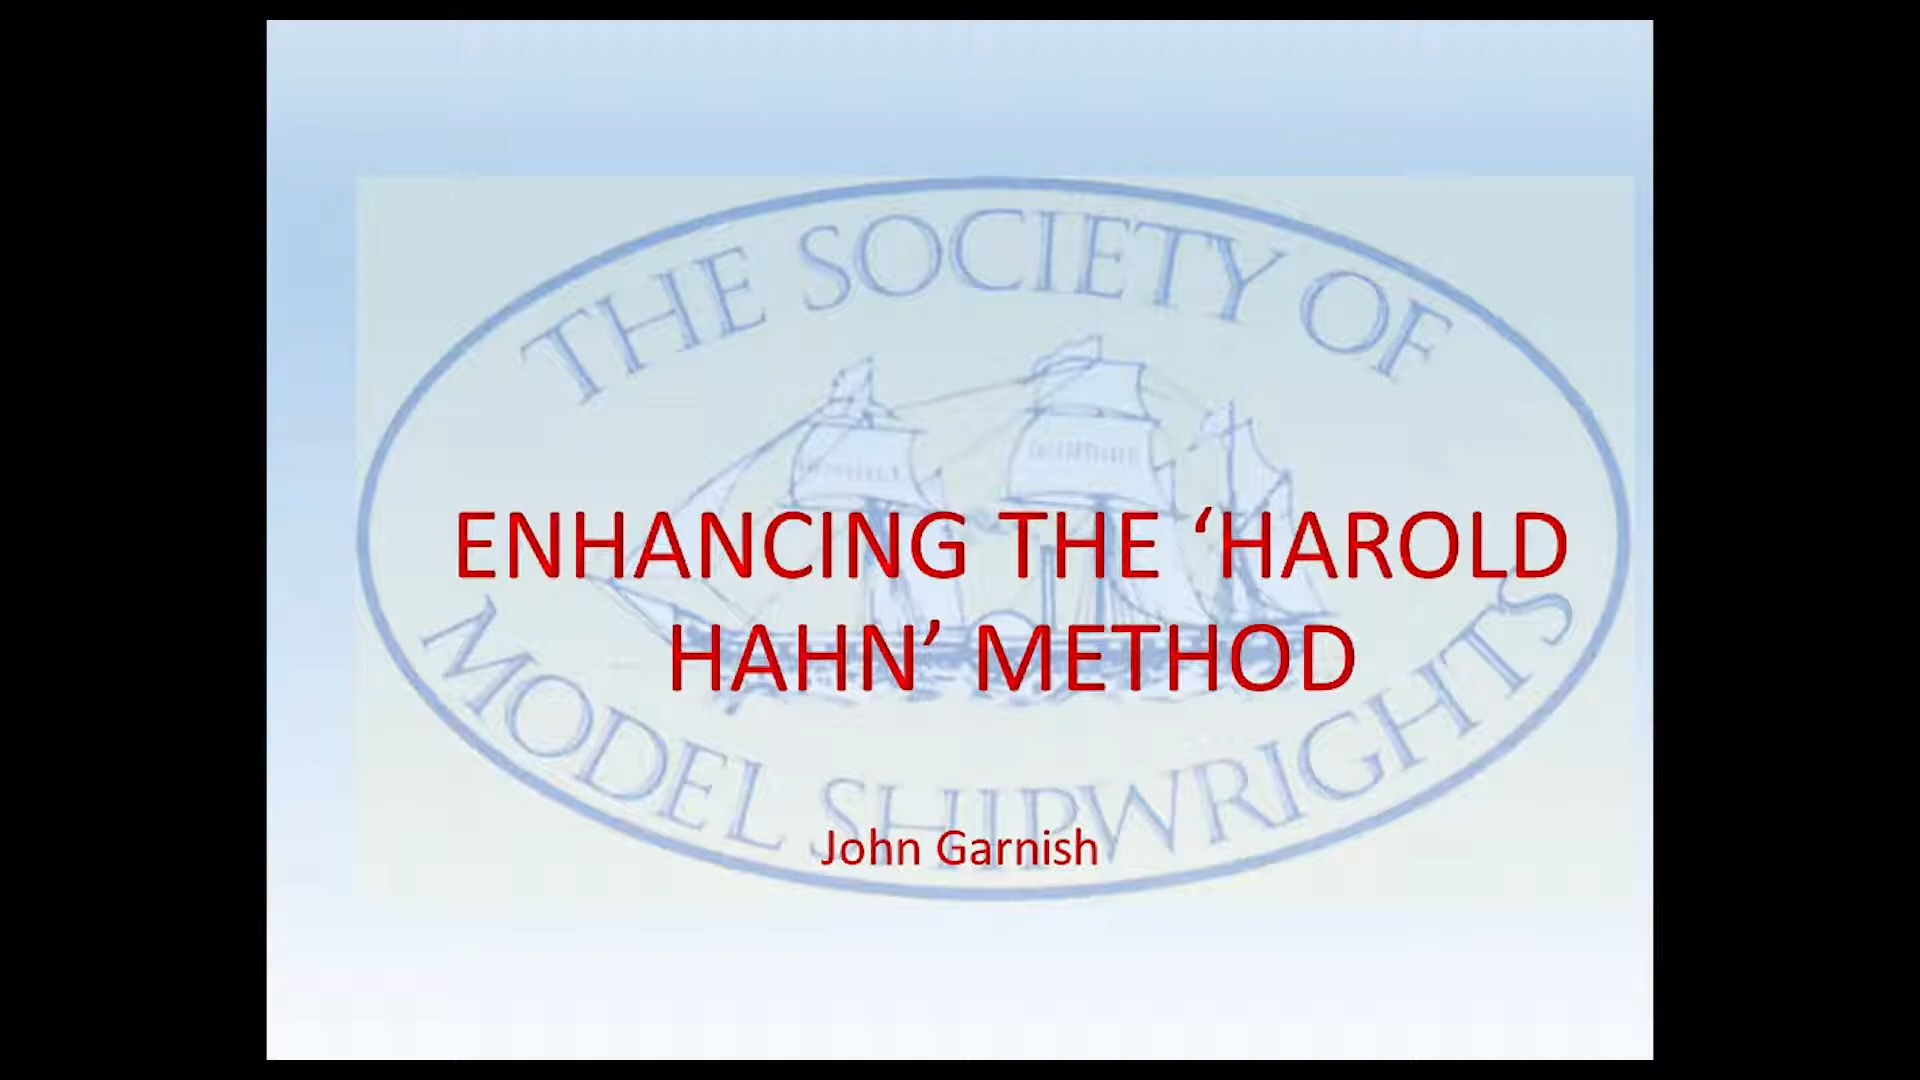 THE SOCIETY OF
ENHANCING THE ‘HAROLD
HAHN’ METHOD
MODEL SHIPWRIGHTS
John Garnish